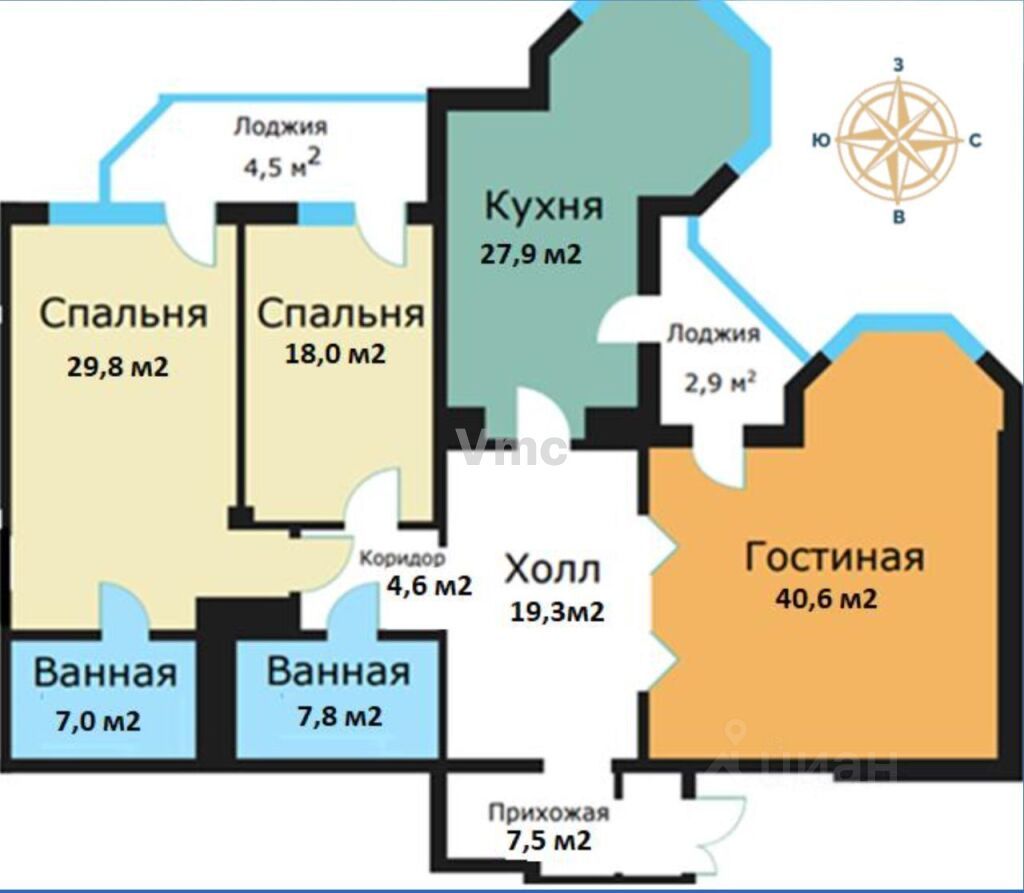 З
Ю
С
В
Лоджия
4,5 м²
Кухня
27,9 м2
Спальня
29,8 м2
Спальня
18,0 м2
Лоджия
2,9 м²
Vmc
Коридор
4,6 м2
Холл
19,3м2
Гостиная
40,6 м2
Ванная
7,0 м2
Ванная
7,8 м2
циан
Прихожая
7,5 м2